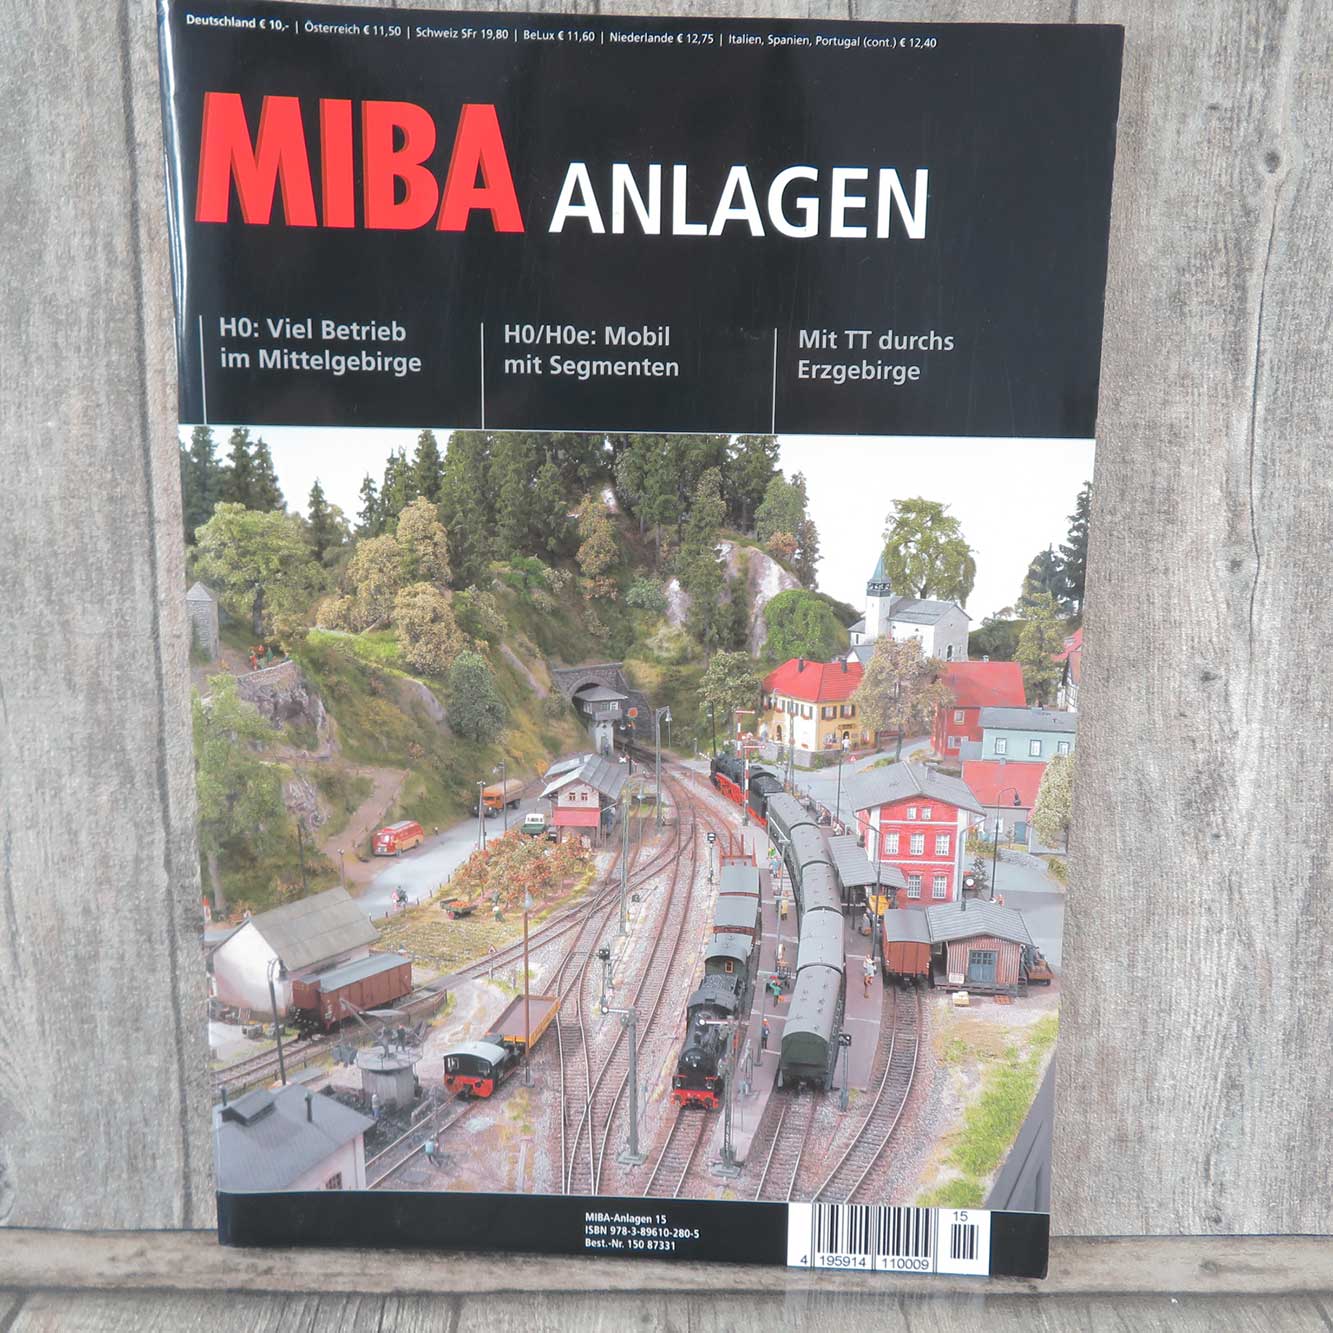 Deutschland € 10,- | Österreich € 11,50 | Schweiz SFr 19,80 | BeLux € 11,60 | Niederlande € 12,75 | Italien, Spanien, Portugal (cont.) € 12,40
MIBA ANLAGEN
H0: Viel Betrieb
im Mittelgebirge
H0/H0e: Mobil
mit Segmenten
Mit TT durchs
Erzgebirge
MIBA-Anlagen 15
ISBN 978-3-89610-280-5
Best.-Nr. 150 87331
15
4 195914 110009